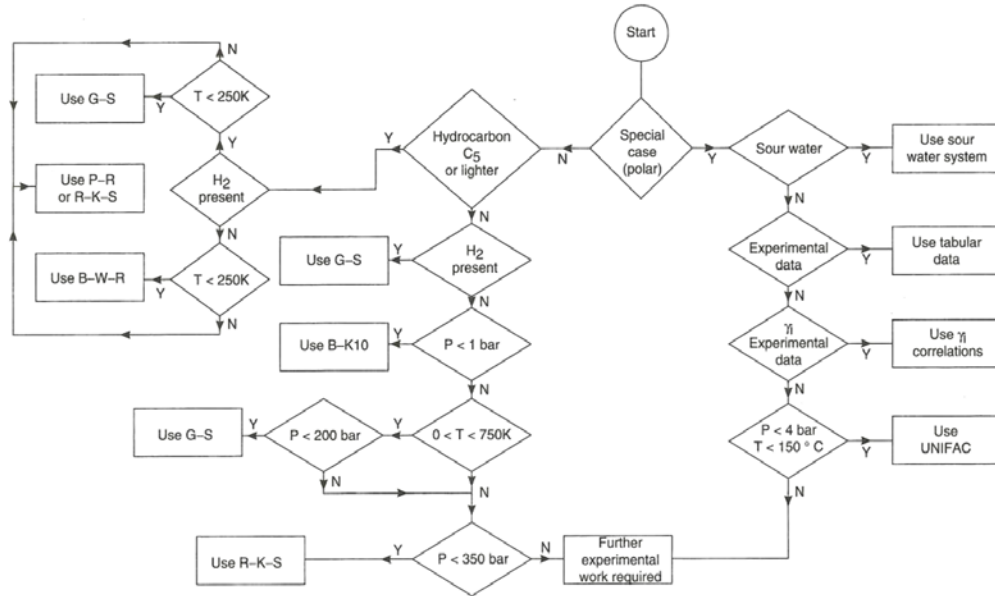 Start
Special
case
(polar)
N
Y
Sour water
Y
Use sour
water system
N
Experimental
data
Y
Use tabular
data
N
γi
Experimental
data
Y
Use γi
correlations
N
P < 4 bar
T < 150 ° C
Y
Use
UNIFAC
N
Hydrocarbon
C5
or lighter
Y
N
H2
present
Y
N
T < 250K
N
Y
Use G–S
Use P–R
or R–K–S
T < 250K
Y
N
Use B–W–R
H2
present
Y
Use G–S
N
P < 1 bar
Y
Use B–K10
N
0 < T < 750K
Y
N
P < 200 bar
Y
N
Use G–S
P < 350 bar
Y
Use R–K–S
N
Further
experimental
work required